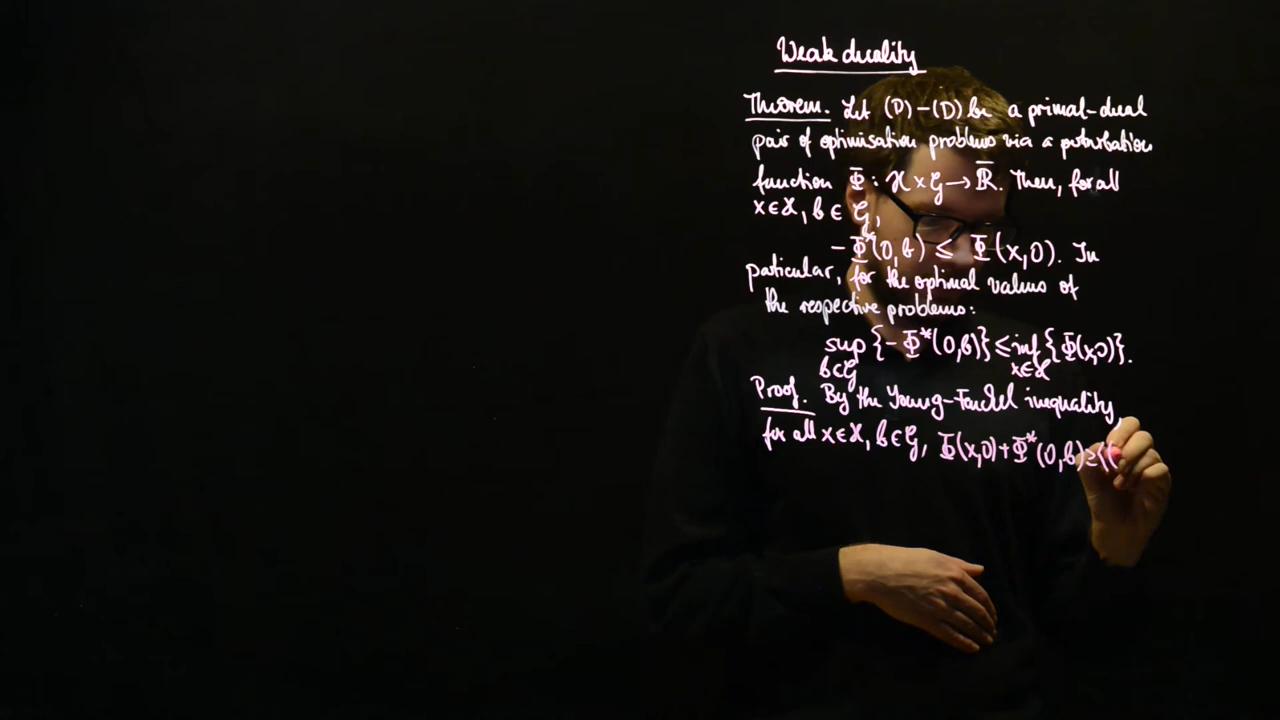 Weak duality
Theorem. Let (P)-(D) be a primal-dual
pair of optimisation problems via a perturbation
function Φ : ℋ × 𝒢 → ℝ̄. Then, for all
x ∈ ℋ, b ∈ 𝒢,
- Φ*(0,b) ≤ Φ(x,0). In
paticular, for the optimal values of
the respective problems:
sup {-Φ*(0,b)} ≤ inf {Φ(x,0)}.
b∈𝒢 x∈ℋ
Proof. By the Young-Fenchel inequality,
for all x ∈ ℋ, b ∈ 𝒢, Φ(x,0)+Φ*(0,b) ≥ ⟨(